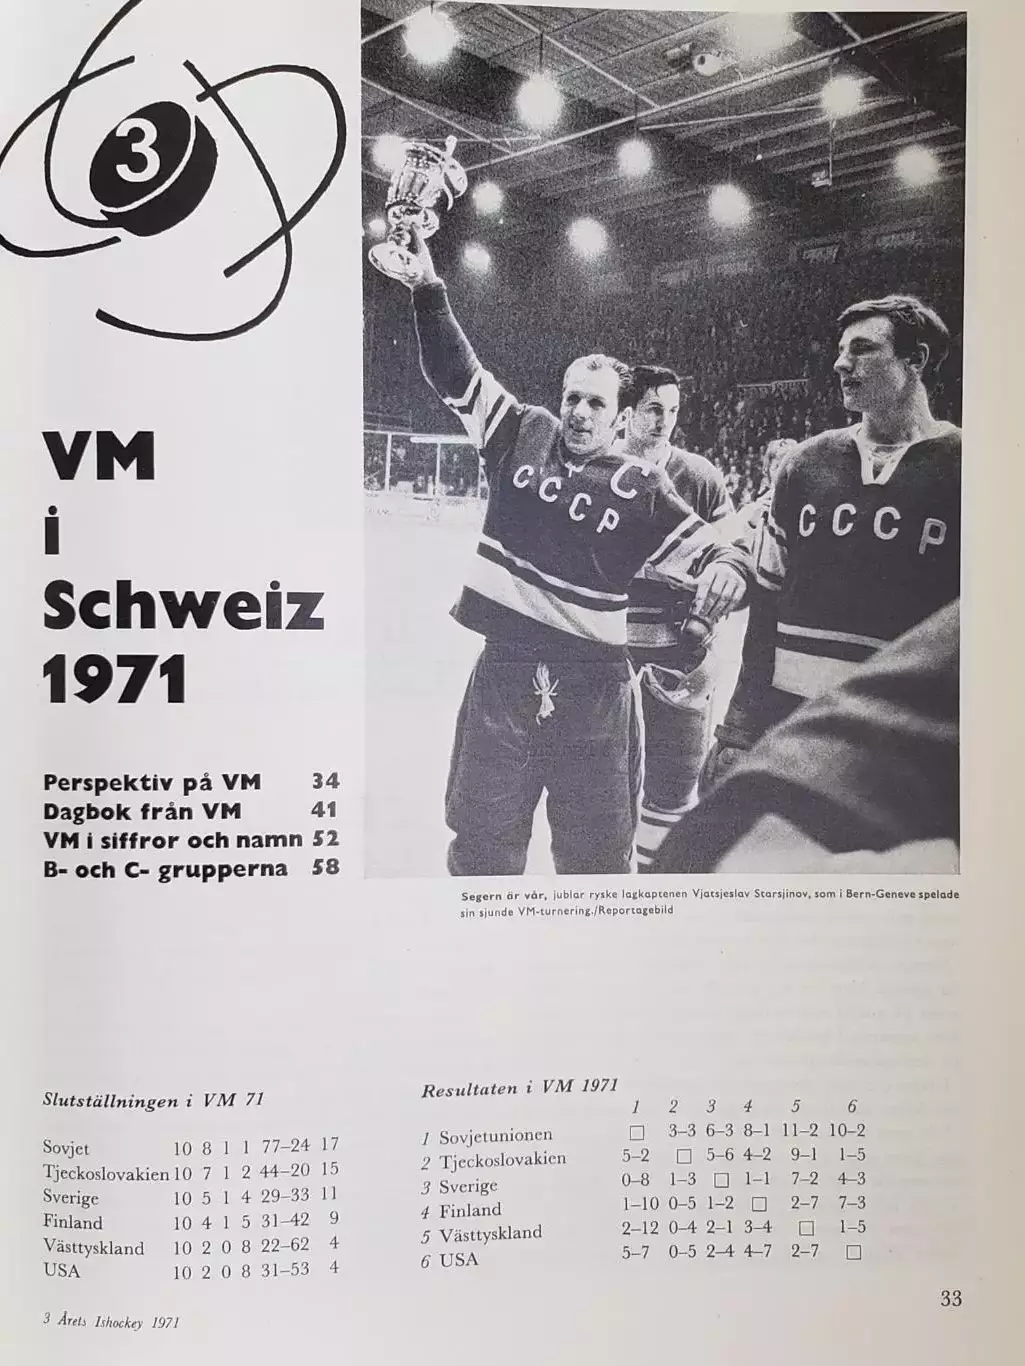 3
VM
i
Schweiz
1971
Perspektiv på VM 34
Dagbok från VM 41
VM i siffror och namn 52
B- och C- grupperna 58
C
CCCP
CCCP
Segern är vår, jublar ryske lagkaptenen Vjatsjeslav Starsjinov, som i Bern-Geneve spelade
sin sjunde VM-turnering./Reportagebild
Slutställningen i VM 71
Sovjet 10 8 1 1 77–24 17
Tjeckoslovakien 10 7 1 2 44–20 15
Sverige 10 5 1 4 29–33 11
Finland 10 4 1 5 31–42 9
Västtyskland 10 2 0 8 22–62 4
USA 10 2 0 8 31–53 4
Resultaten i VM 1971
1 2 3 4 5 6
1 Sovjetunionen □ 3–3 6–3 8–1 11–2 10–2
2 Tjeckoslovakien 5–2 □ 5–6 4–2 9–1 1–5
3 Sverige 0–8 1–3 □ 1–1 7–2 4–3
4 Finland 1–10 0–5 1–2 □ 2–7 7–3
5 Västtyskland 2–12 0–4 2–1 3–4 □ 1–5
6 USA 5–7 0–5 2–4 4–7 2–7 □
33
3 Årets Ishockey 1971